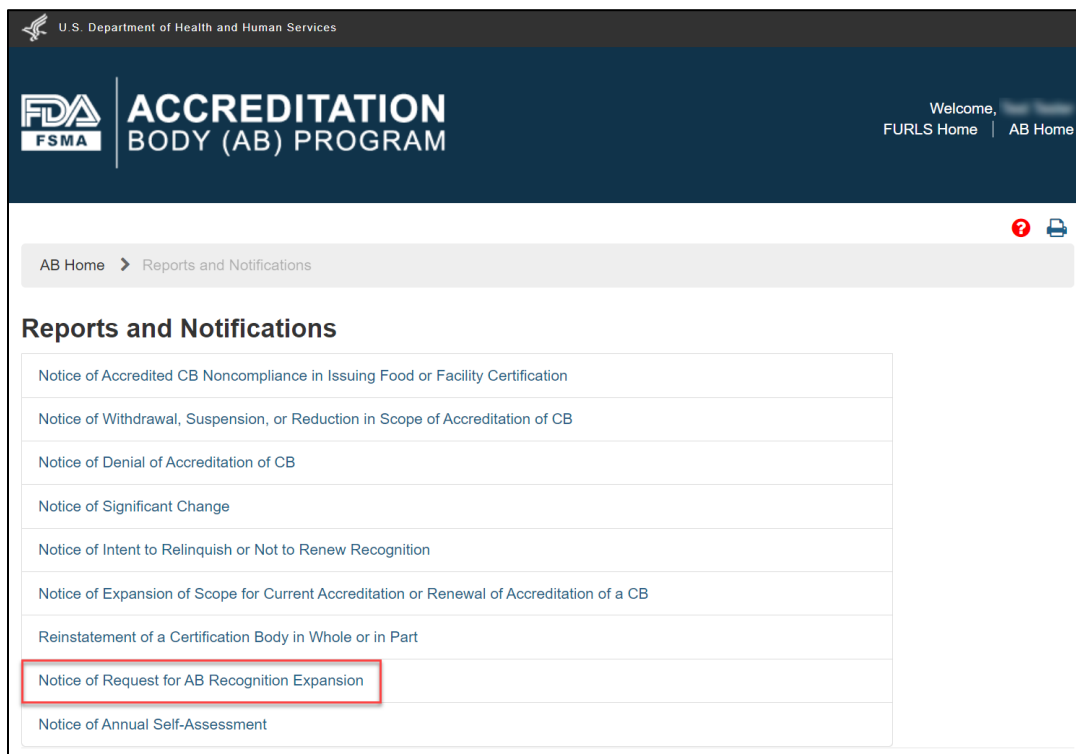 U.S. Department of Health and Human Services
FDA
FSMA
ACCREDITATION
BODY (AB) PROGRAM
Welcome,
FURLS Home | AB Home
?
AB Home > Reports and Notifications
Reports and Notifications
Notice of Accredited CB Noncompliance in Issuing Food or Facility Certification
Notice of Withdrawal, Suspension, or Reduction in Scope of Accreditation of CB
Notice of Denial of Accreditation of CB
Notice of Significant Change
Notice of Intent to Relinquish or Not to Renew Recognition
Notice of Expansion of Scope for Current Accreditation or Renewal of Accreditation of a CB
Reinstatement of a Certification Body in Whole or in Part
Notice of Request for AB Recognition Expansion
Notice of Annual Self-Assessment